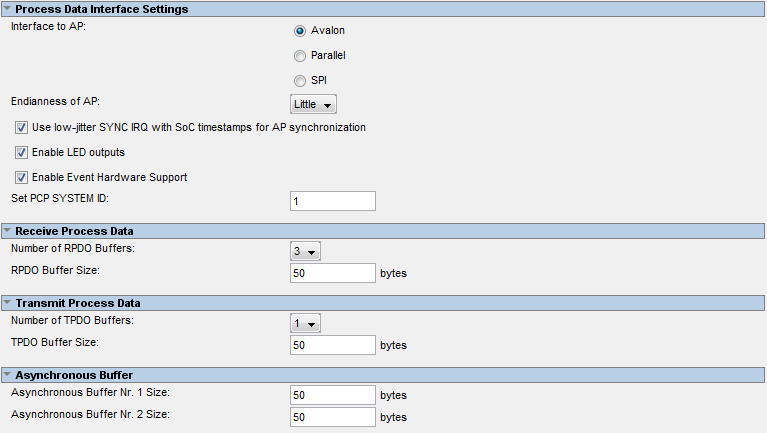 Process Data Interface Settings
Interface to AP:
Avalon
Parallel
SPI
Endianness of AP: Little
Use low-jitter SYNC IRQ with SoC timestamps for AP synchronization
Enable LED outputs
Enable Event Hardware Support
Set PCP SYSTEM ID: 1
Receive Process Data
Number of RPDO Buffers: 3
RPDO Buffer Size: 50 bytes
Transmit Process Data
Number of TPDO Buffers: 1
TPDO Buffer Size: 50 bytes
Asynchronous Buffer
Asynchronous Buffer Nr. 1 Size: 50 bytes
Asynchronous Buffer Nr. 2 Size: 50 bytes